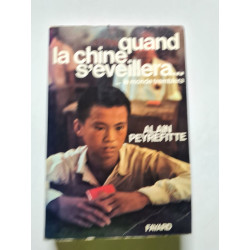 quand
la chine
s'éveillera...
ALAIN
PEYREFITTE
FAYARD